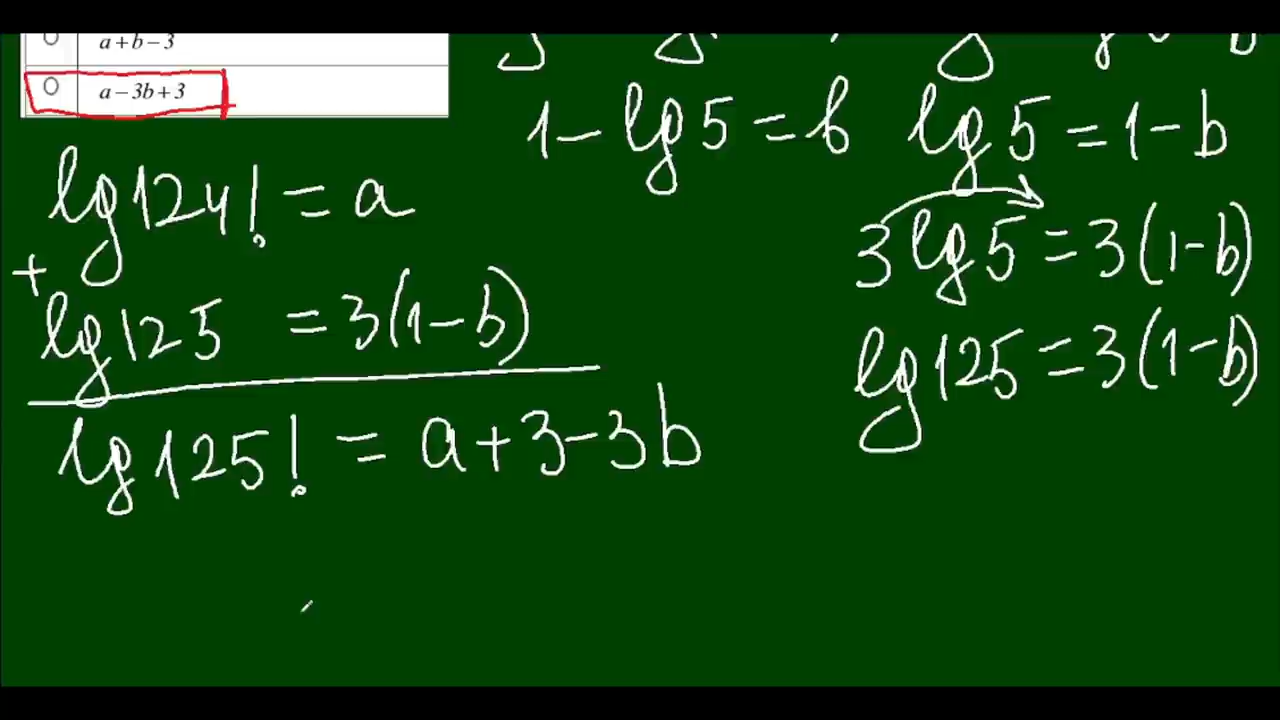 a+b−3
a−3b+3
1−lg5=b lg5=1−b
lg124!=a
3lg5=3(1−b)
+
lg125 =3(1−b)
lg125=3(1−b)
lg125! = a+3−3b